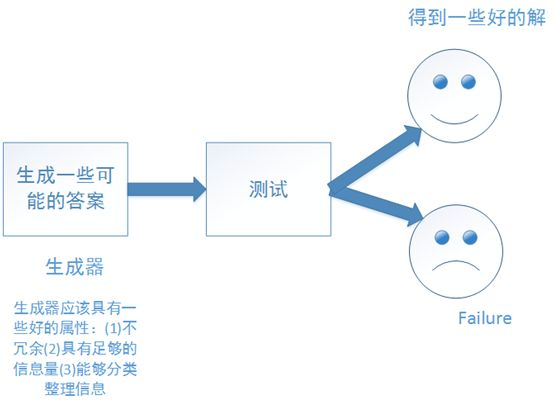 得到一些好的解
生成一些可
能的答案
测试
生成器
生成器应该具有一
些好的属性：(1)不
冗余(2)具有足够的
信息量(3)能够分类
整理信息
Failure